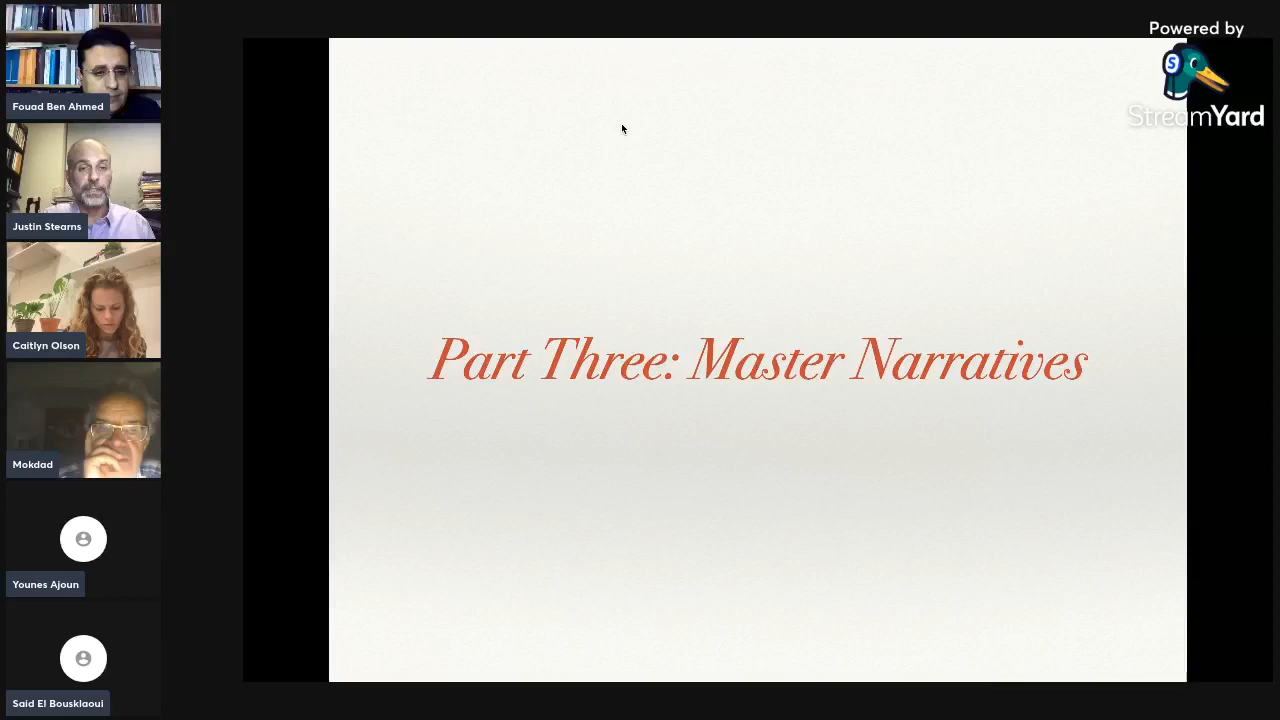 Fouad Ben Ahmed
Justin Stearns
Caitlyn Olson
Mokdad
Younes Ajoun
Said El Bousklaoui
Part Three: Master Narratives
Powered by
S
StreamYard